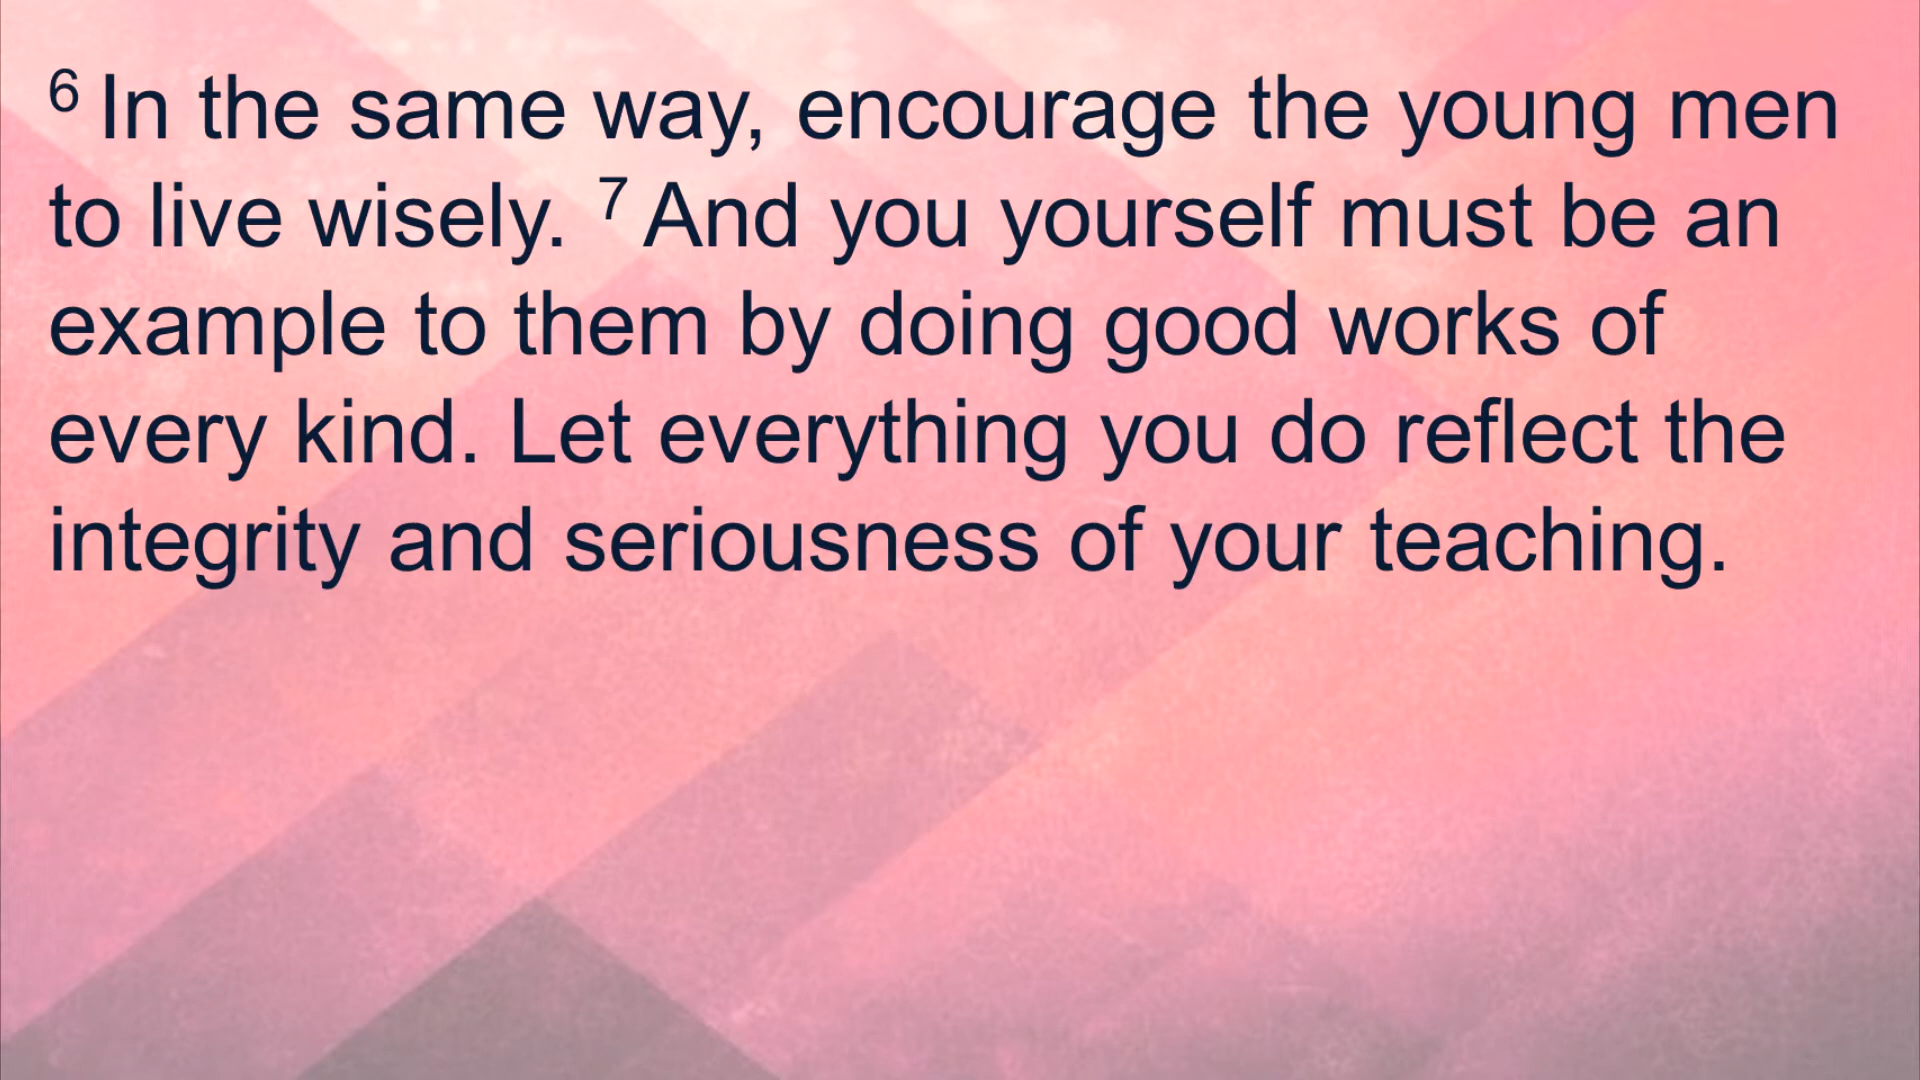 6 In the same way, encourage the young men
to live wisely. 7 And you yourself must be an
example to them by doing good works of
every kind. Let everything you do reflect the
integrity and seriousness of your teaching.